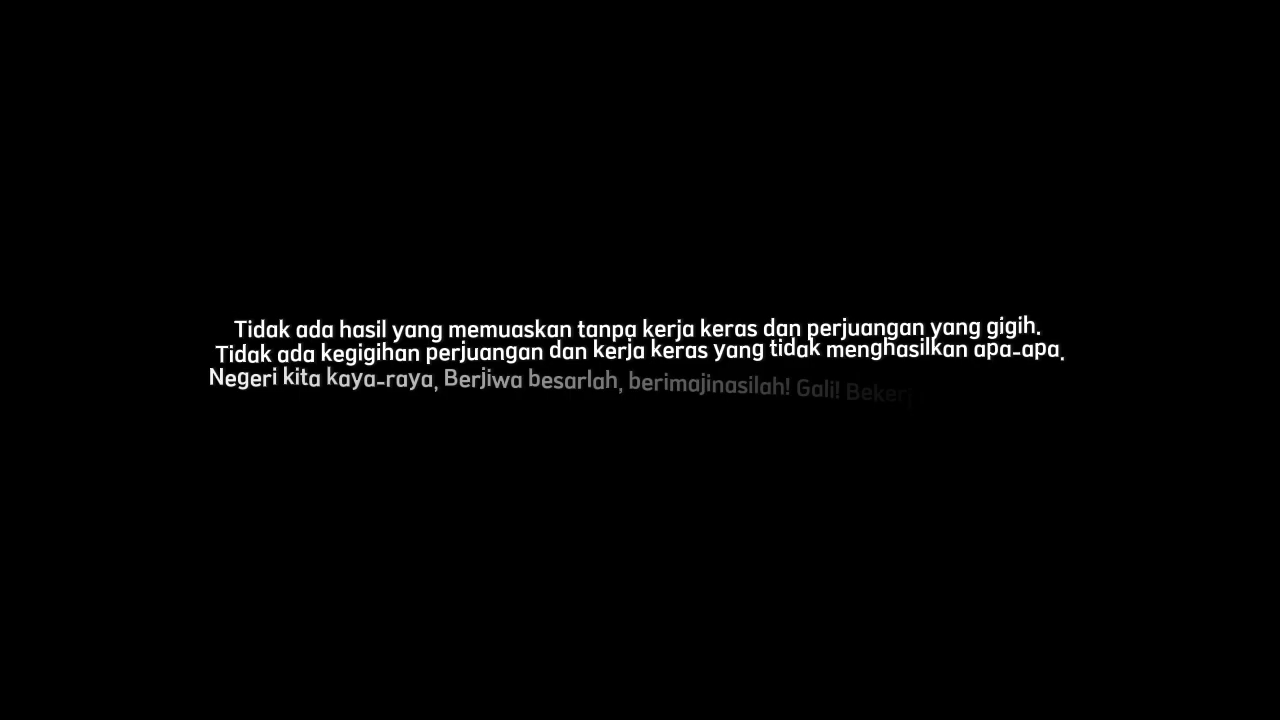 Tidak ada hasil yang memuaskan tanpa kerja keras dan perjuangan yang gigih.
Tidak ada kegigihan perjuangan dan kerja keras yang tidak menghasilkan apa-apa.
Negeri kita kaya-raya, Berjiwa besarlah, berimajinasilah! Gali!